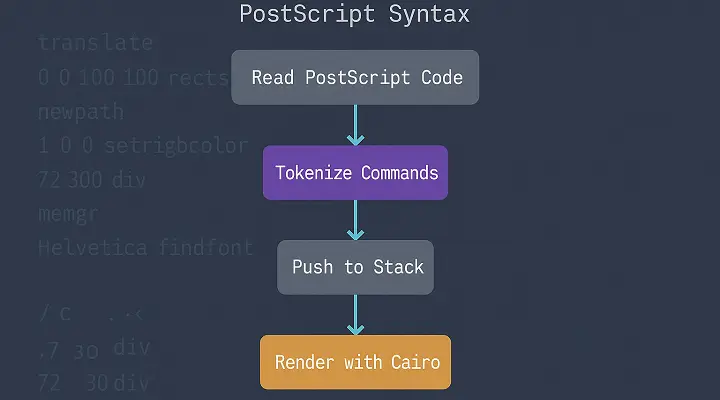 PostScript Syntax
translate
0 0 100 100 rects
newpath
1 0 0 setrigbcolor
72 300 div
memgr
Helvetica findfont
/ c . .<
.7 30 div
72 30 div
Read PostScript Code
Tokenize Commands
Push to Stack
Render with Cairo